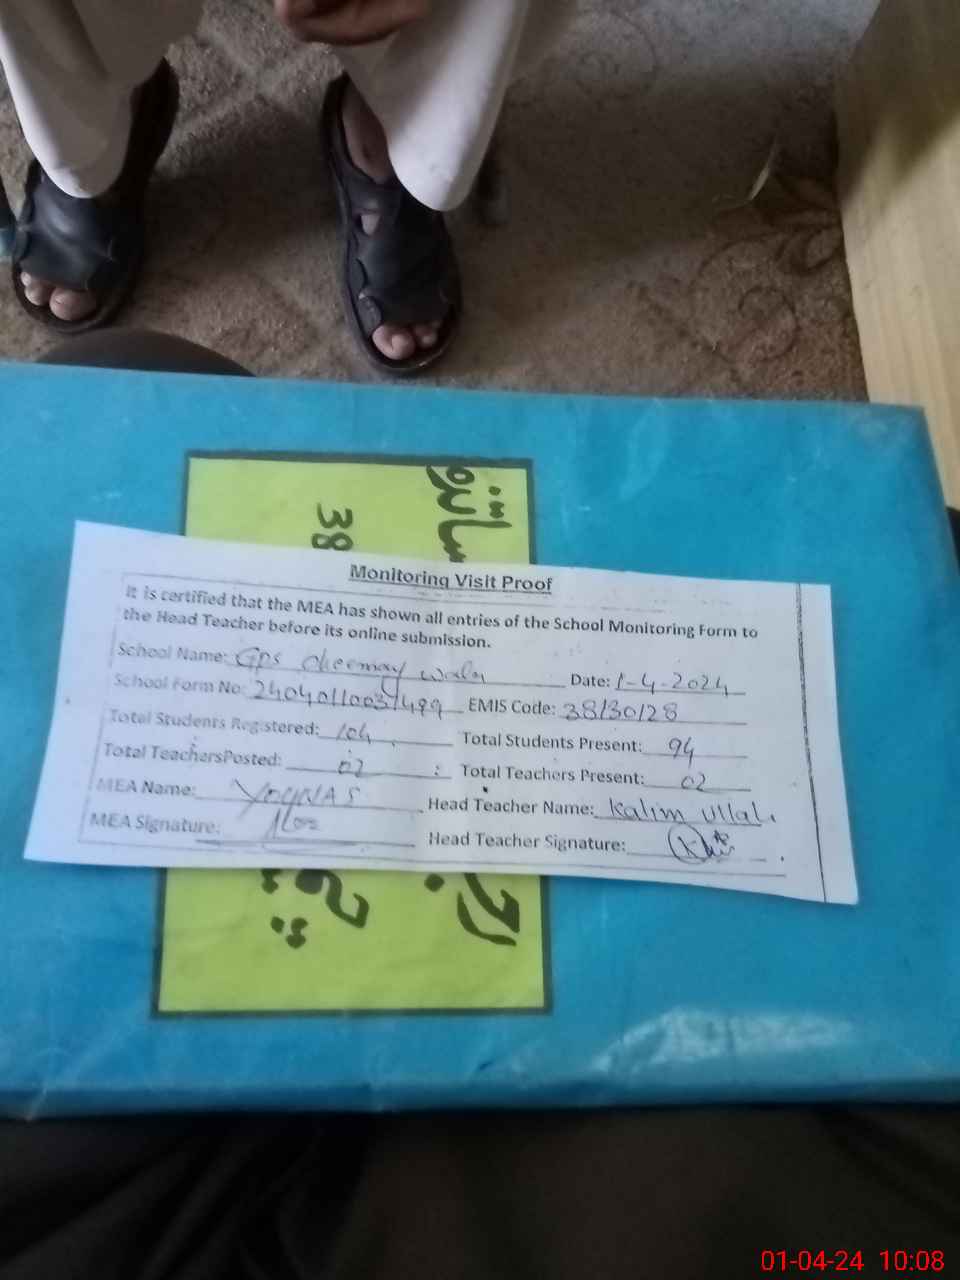 38
Monitoring Visit Proof
It is certified that the MEA has shown all entries of the School Monitoring Form to
the Head Teacher before its online submission.
School Name: Gps cheemay wala Date: 1-4-2024
School Form No: EMIS Code: 38130128
Total Students Registered: 104 Total Students Present: 94
Total TeachersPosted: 02 Total Teachers Present: 02
MEA Name: YOUNAS Head Teacher Name: Kalim Ullah
MEA Signature: Head Teacher Signature:
01-04-24 10:08